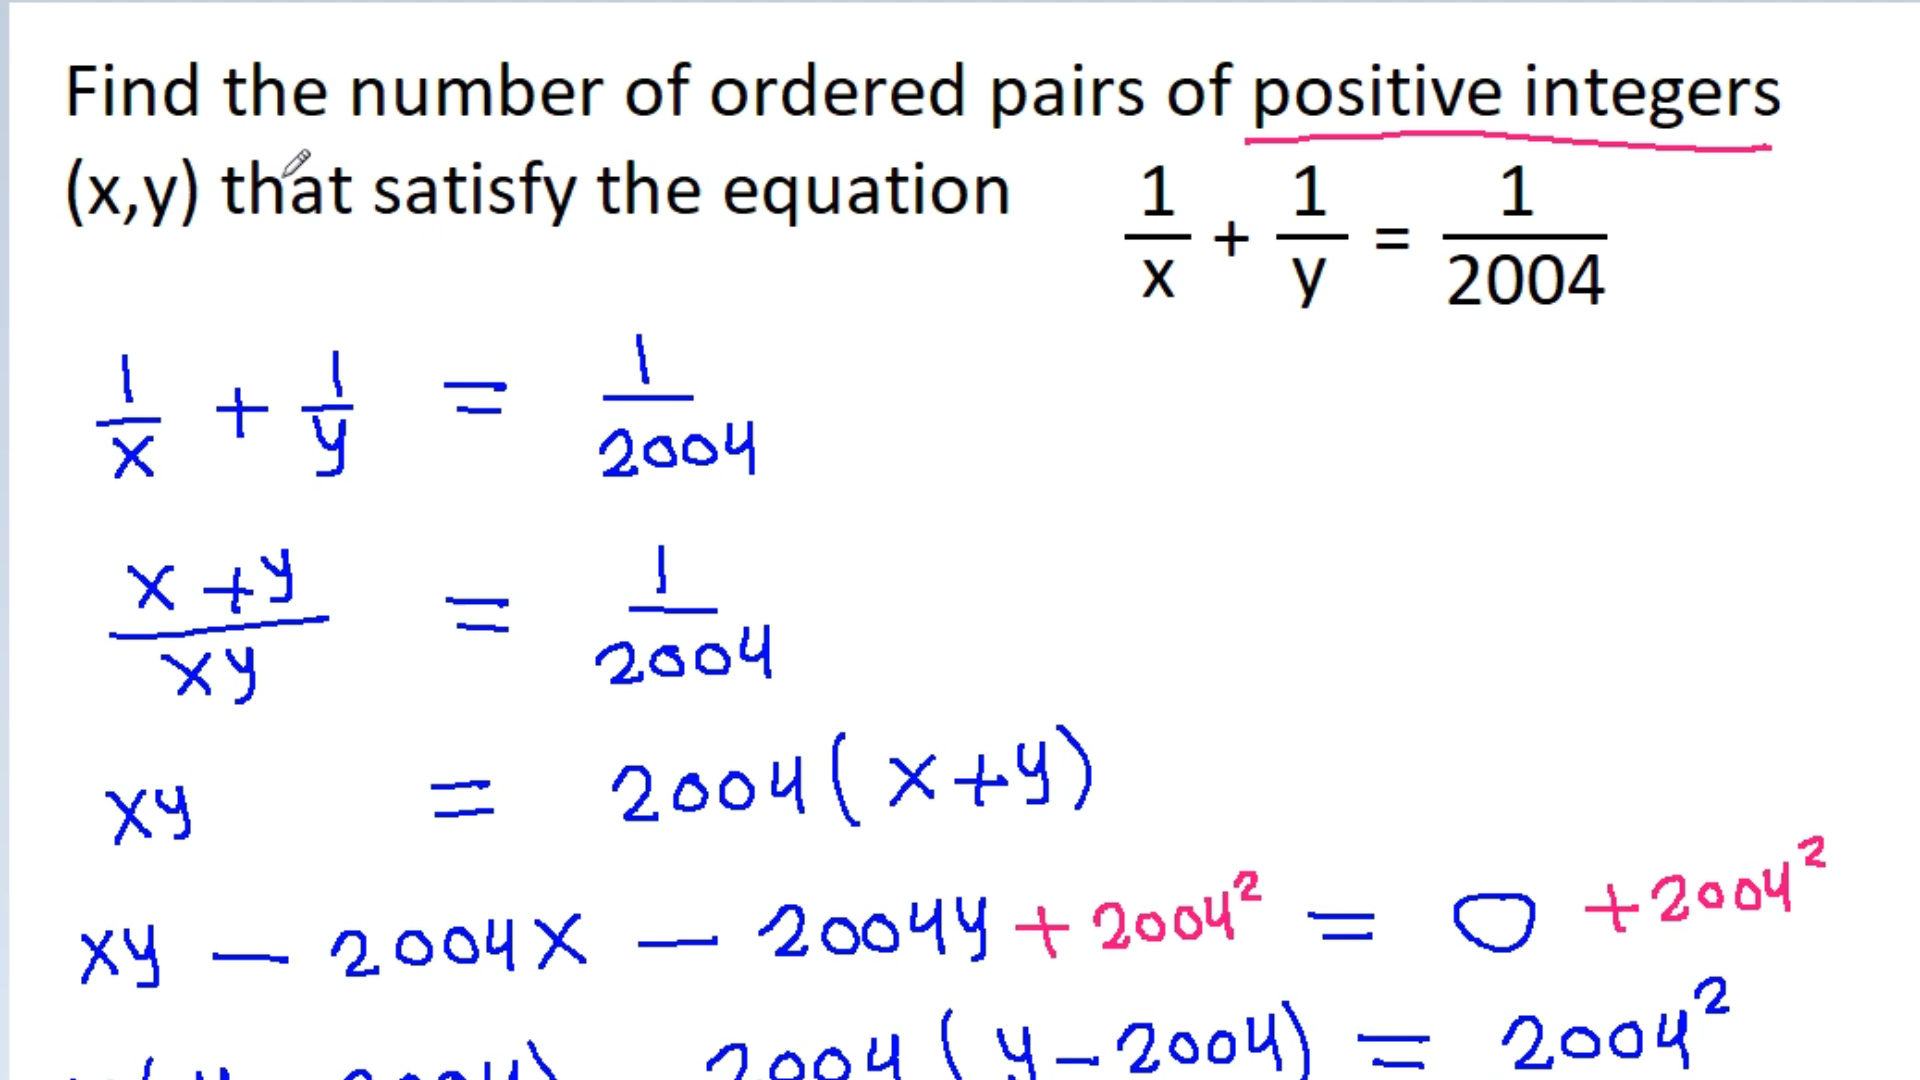 Find the number of ordered pairs of positive integers
(x,y) that satisfy the equation 1/x + 1/y = 1/2004
1/x + 1/y = 1/2004
x+y/xy = 1/2004
xy = 2004(x+y)
xy - 2004x - 2004y + 2004² = 0 + 2004²
2004(y-2004) = 2004²